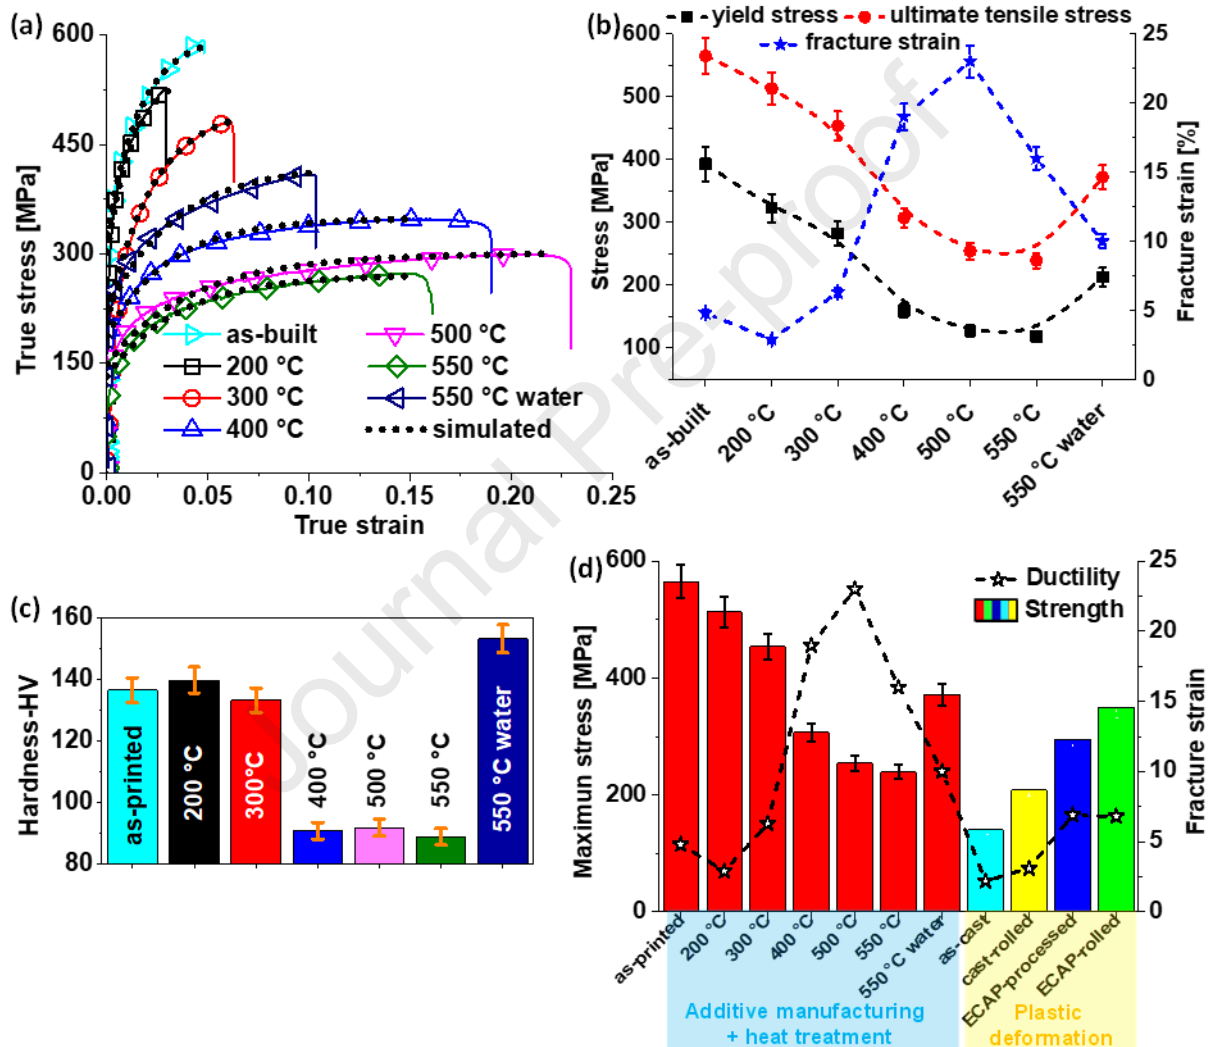 (a)
600
450
300
150
0
True stress [MPa]
as-built
200 °C
300 °C
400 °C
500 °C
550 °C
550 °C water
simulated
0.00 0.05 0.10 0.15 0.20 0.25
True strain
(b)
yield stress ultimate tensile stress
fracture strain
600
500
400
300
200
100
Stress [MPa]
25
20
15
10
5
0
Fracture strain [%]
as-built 200 °C 300 °C 400 °C 500 °C 550 °C 550 °C water
Journal Pre-proof
(c)
160
140
120
100
80
Hardness-HV
as-printed
200 °C
300°C
400 °C
500 °C
550 °C
550 °C water
(d)
Ductility
Strength
600
400
200
0
Maximun stress [MPa]
25
20
15
10
5
0
Fracture strain
as-printed 200 °C 300 °C 400 °C 500 °C 550 °C 550 °C water as-cast cast-rolled ECAP-processed ECAP-rolled
Additive manufacturing
+ heat treatment
Plastic
deformation